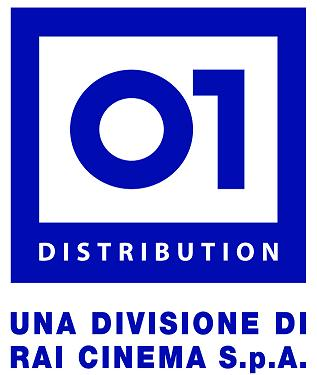 01
DISTRIBUTION
UNA DIVISIONE DI
RAI CINEMA S.p.A.